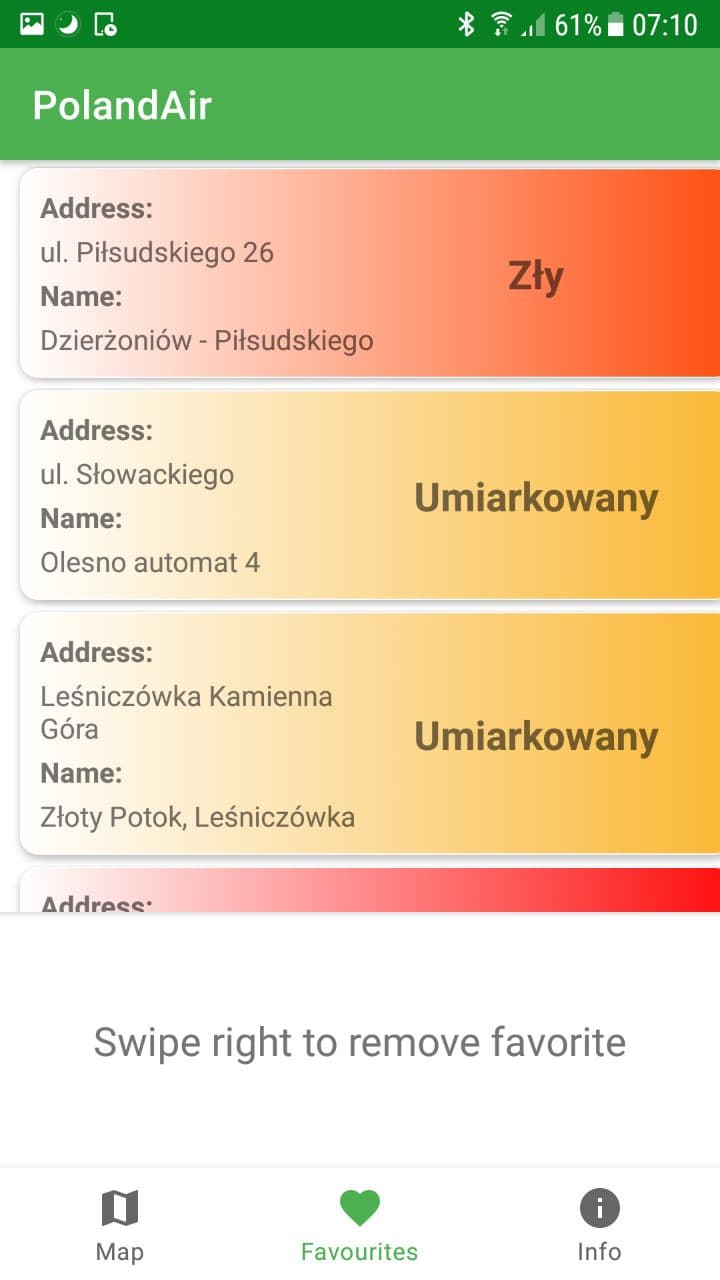 61% 07:10
PolandAir
Address:
ul. Piłsudskiego 26
Name:
Dzierżoniów - Piłsudskiego
Zły
Address:
ul. Słowackiego
Name:
Olesno automat 4
Umiarkowany
Address:
Leśniczówka Kamienna
Góra
Name:
Złoty Potok, Leśniczówka
Umiarkowany
Address:
Swipe right to remove favorite
Map
Favourites
Info